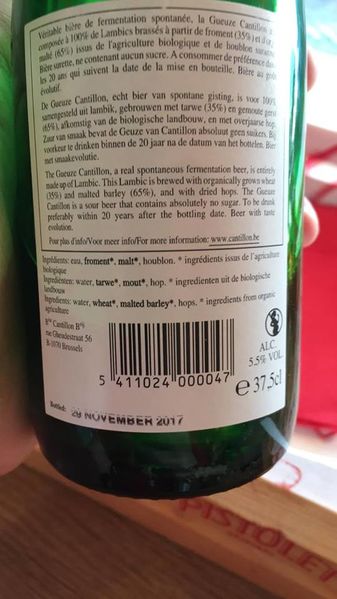 Véritable bière de fermentation spontanée, la Gueuze Cantillon
composée à 100% de Lambics brassés à partir de froment (35%) et d'or
malté (65%) issus de l'agriculture biologique et de houblon suranné
Bière surette, ne contenant aucun sucre. A consommer de préférence dans
les 20 ans qui suivent la date de la mise en bouteille. Bière au goût
évolutif.
De Gueuze Cantillon, echt bier van spontane gisting, is voor 100%
samengesteld uit lambik, gebrouwen met tarwe (35%) en gemoute gerst
(65%), afkomstig van de biologische landbouw, en met overjaarse hop.
Zuur van smaak bevat de Geuze van Cantillon absoluut geen suikers. Bij
voorkeur te drinken binnen de 20 jaar na de datum van het bottelen. Bier
met smaakevolutie.
The Gueuze Cantillon, a real spontaneous fermentation beer, is entirely
made up of Lambic. This Lambic is brewed with organically grown wheat
(35%) and malted barley (65%), and with dried hops. The Gueuze
Cantillon is a sour beer that contains absolutely no sugar. To be drunk
preferably within 20 years after the bottling date. Beer with taste
evolution.
Pour plus d'info/Voor meer info/For more information: www.cantillon.be
Ingrédients: eau, froment*, malt*, houblon. * ingrédients issus de l'agriculture
biologique
Ingrediënten: water, tarwe*, mout*, hop. * ingredienten uit de biologische
landbouw
Ingredients: water, wheat*, malted barley*, hops. * ingredients from organic
agriculture
Cantillon
rue Gheudestraat 56
B-1070 Brussels
ALC.
5.5% VOL.
5 411024 000047
e 37,5cl
Bottled: 29 NOVEMBER 2017
PISTOLET